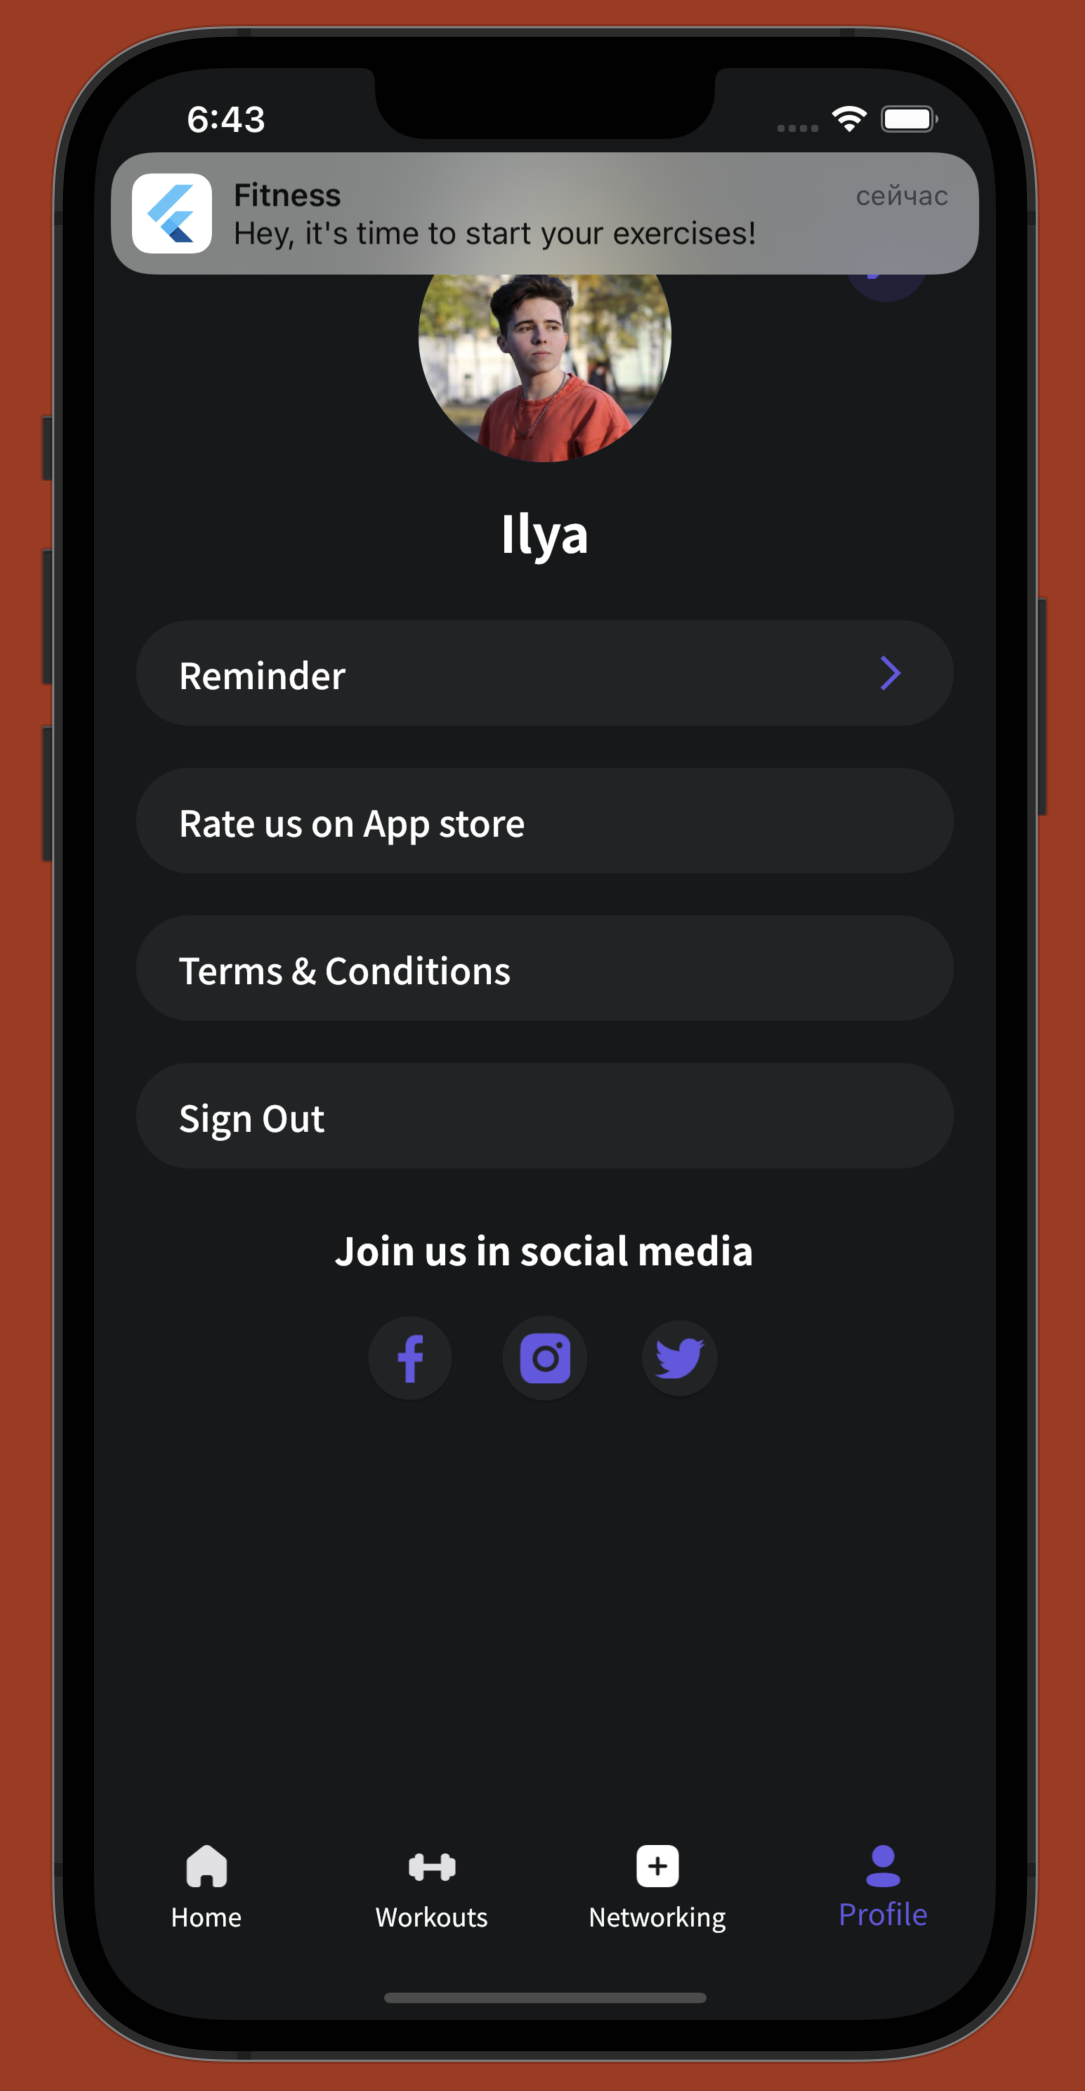 6:43
Fitness
сейчас
Hey, it's time to start your exercises!
Ilya
Reminder
Rate us on App store
Terms & Conditions
Sign Out
Join us in social media
Home
Workouts
Networking
Profile